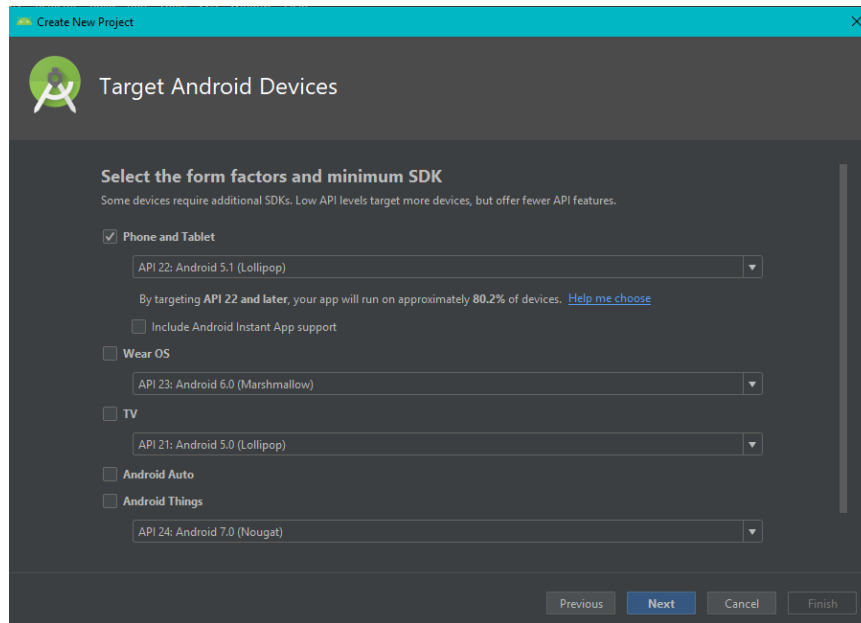 Create New Project
Target Android Devices
Select the form factors and minimum SDK
Some devices require additional SDKs. Low API levels target more devices, but offer fewer API features.
Phone and Tablet
API 22: Android 5.1 (Lollipop)
By targeting API 22 and later, your app will run on approximately 80.2% of devices. Help me choose
Include Android Instant App support
Wear OS
API 23: Android 6.0 (Marshmallow)
TV
API 21: Android 5.0 (Lollipop)
Android Auto
Android Things
API 24: Android 7.0 (Nougat)
Previous Next Cancel Finish